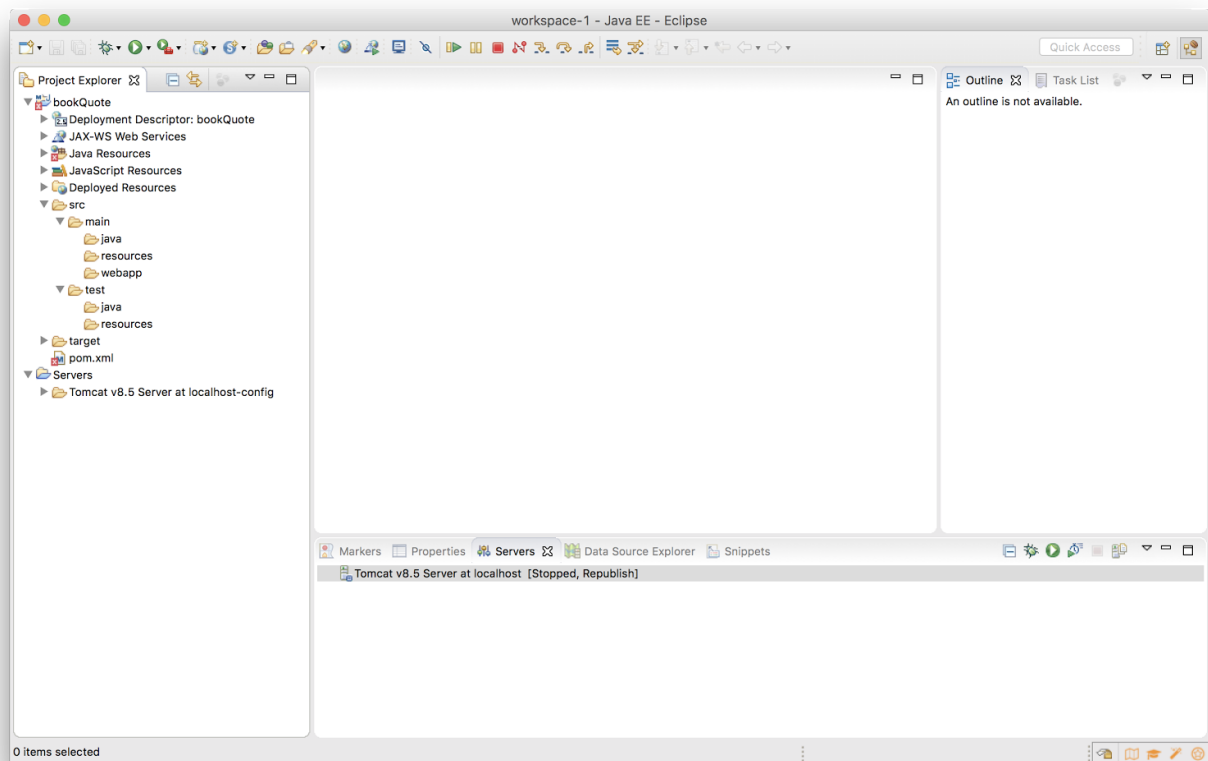 workspace-1 - Java EE - Eclipse
Quick Access
Project Explorer
bookQuote
Deployment Descriptor: bookQuote
JAX-WS Web Services
Java Resources
JavaScript Resources
Deployed Resources
src
main
java
resources
webapp
test
java
resources
target
pom.xml
Servers
Tomcat v8.5 Server at localhost-config
Outline Task List
An outline is not available.
Markers Properties Servers Data Source Explorer Snippets
Tomcat v8.5 Server at localhost [Stopped, Republish]
0 items selected